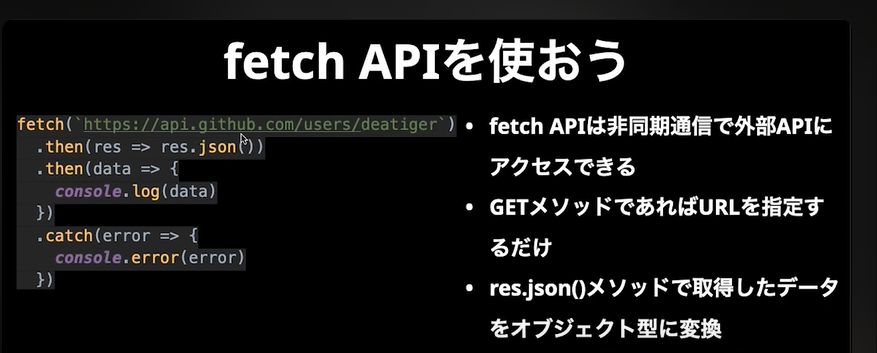 fetch APIを使おう
fetch(`https://api.github.com/users/deatiger`)
.then(res => res.json())
.then(data => {
console.log(data)
})
.catch(error => {
console.error(error)
})
• fetch APIは非同期通信で外部APIに
アクセスできる
• GETメソッドであればURLを指定す
るだけ
• res.json()メソッドで取得したデータ
をオブジェクト型に変換